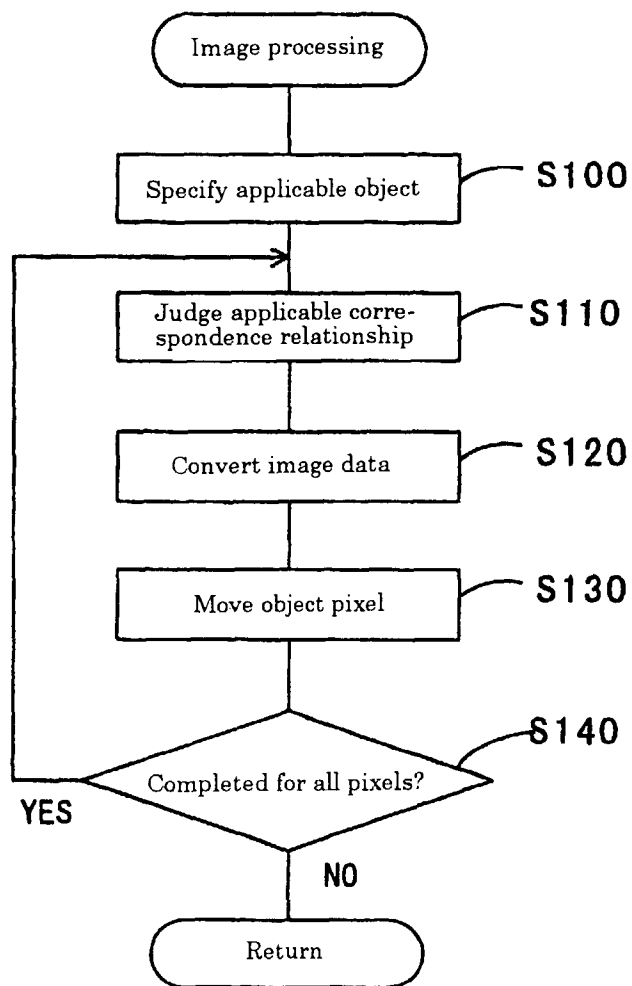 Image processing
Specify applicable object
S100
Judge applicable corre-
spondence relationship
S110
Convert image data
S120
Move object pixel
S130
S140
Completed for all pixels?
YES
NO
Return